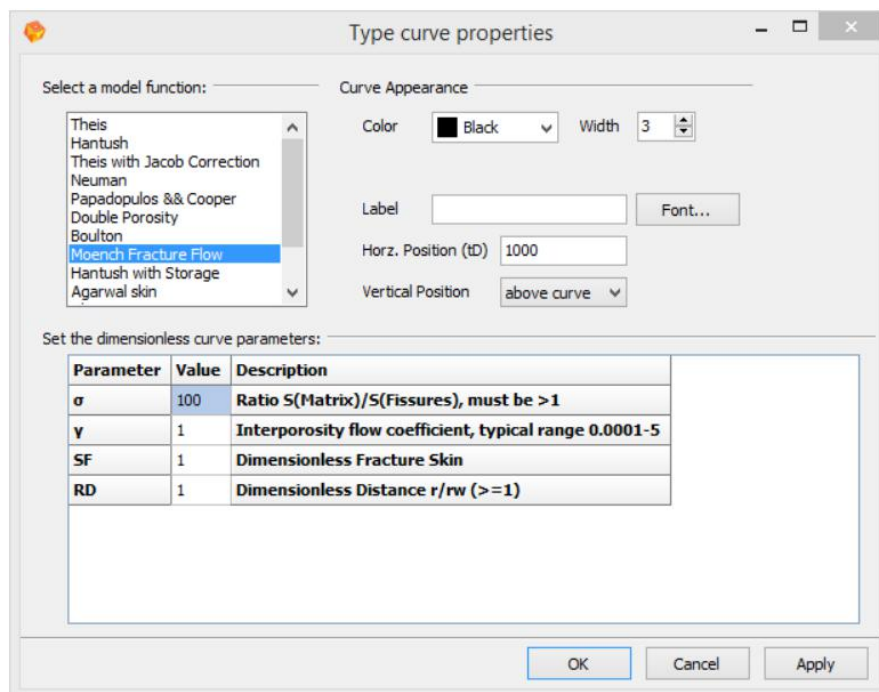 Type curve properties
Select a model function:
Theis
Hantush
Theis with Jacob Correction
Neuman
Papadopulos && Cooper
Double Porosity
Boulton
Moench Fracture Flow
Hantush with Storage
Agarwal skin
Curve Appearance
Color Black Width 3
Label Font...
Horz. Position (tD) 1000
Vertical Position above curve
Set the dimensionless curve parameters:
Parameter Value Description
σ 100 Ratio S(Matrix)/S(Fissures), must be >1
γ 1 Interporosity flow coefficient, typical range 0.0001-5
SF 1 Dimensionless Fracture Skin
RD 1 Dimensionless Distance r/rw (>=1)
OK Cancel Apply